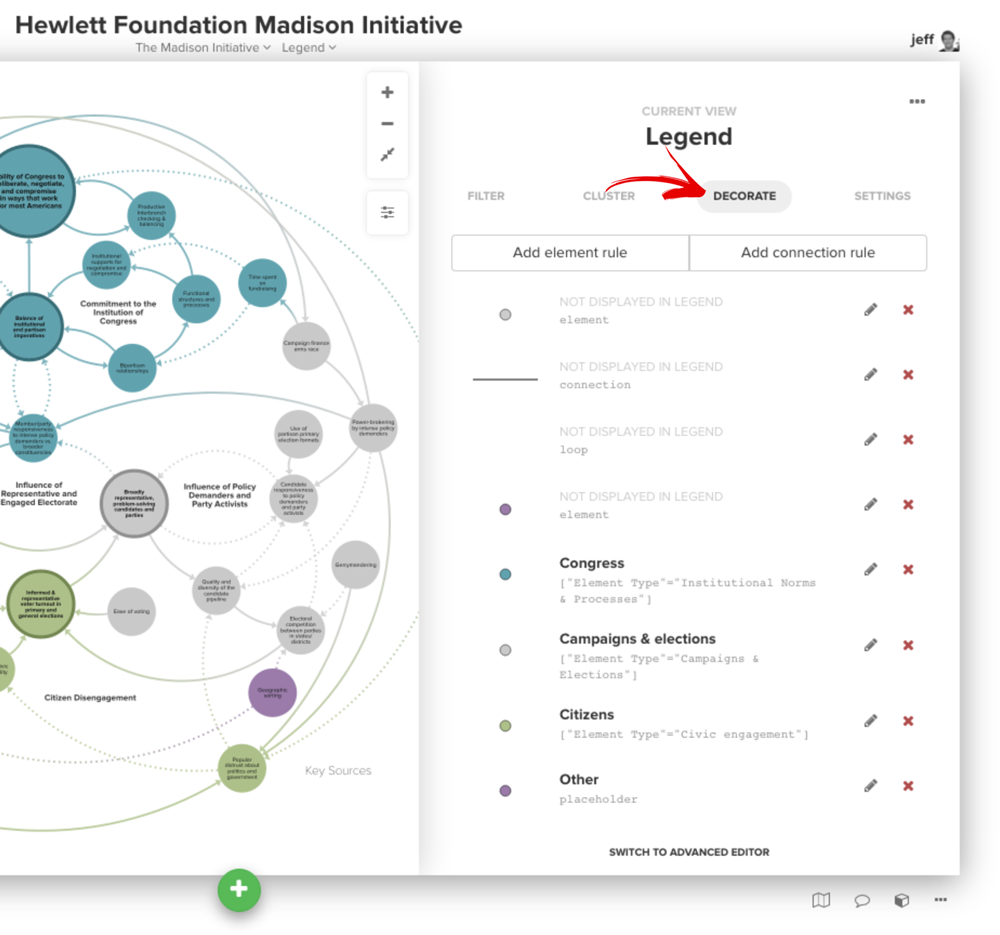 Hewlett Foundation Madison Initiative
The Madison Initiative
Legend
jeff
CURRENT VIEW
Legend
FILTER
CLUSTER
DECORATE
SETTINGS
Add element rule
Add connection rule
NOT DISPLAYED IN LEGEND
element
NOT DISPLAYED IN LEGEND
connection
NOT DISPLAYED IN LEGEND
loop
NOT DISPLAYED IN LEGEND
element
Congress
["Element Type"="Institutional Norms
& Processes"]
Campaigns & elections
["Element Type"="Campaigns &
Elections"]
Citizens
["Element Type"="Civic engagement"]
Other
placeholder
SWITCH TO ADVANCED EDITOR
of Congress to
negotiate,
and compromise
in ways that work
for most Americans
Productive
interbranch
checking &
balancing
Institutional
supports for
negotiation and
compromise
Time spent
on
fundraising
Functional
structures and
processes
Commitment to the
Institution of
Congress
Balance of
institutional
and partisan
imperatives
Campaign finance
arms race
Bipartisan
relationships
Member/party
responsiveness
to intense policy
demanders vs.
broader
constituencies
Use of
partisan primary
election formats
Power-brokering
by intense policy
demanders
Influence of
Representative and
Engaged Electorate
Broadly
representative,
problem-solving
candidates and
parties
Influence of Policy
Demanders and
Party Activists
Candidate
responsiveness
to policy
demanders
and party
activists
Gerrymandering
Informed &
representative
voter turnout in
primary and
general elections
Ease of voting
Quality and
diversity of the
candidate
pipeline
Electoral
competition
between parties
in states/
districts
Citizen Disengagement
Geographic
sorting
Popular
distrust about
politics and
government
Key Sources